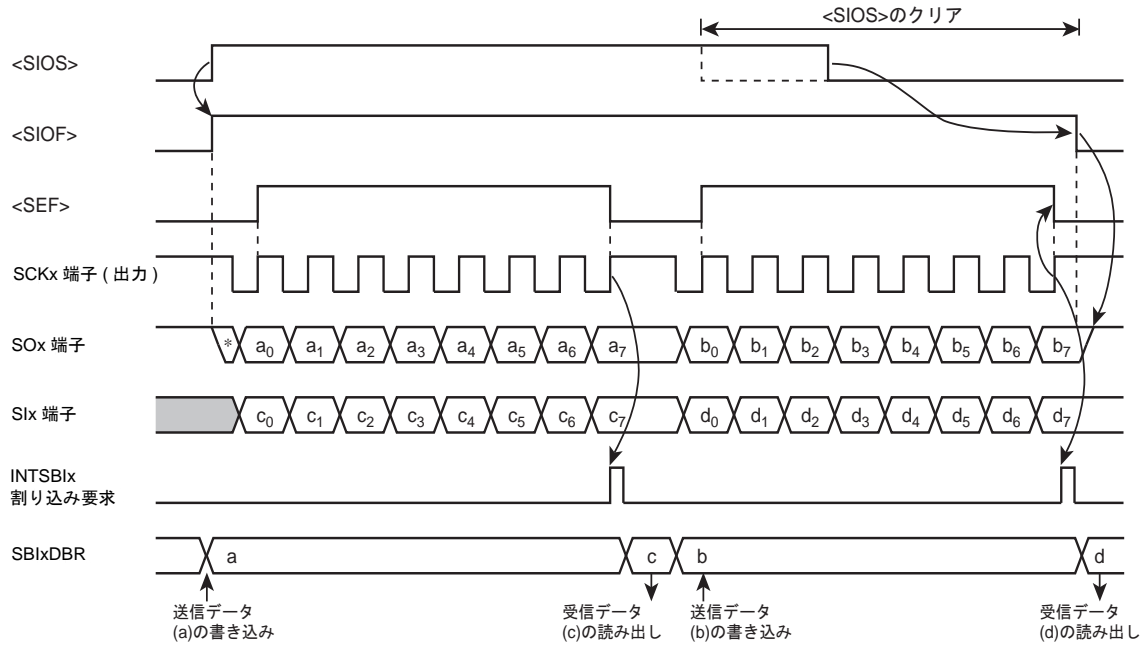 <SIOS>のクリア
<SIOS>
<SIOF>
<SEF>
SCKx 端子 ( 出力 )
SOx 端子
* a0 a1 a2 a3 a4 a5 a6 a7 b0 b1 b2 b3 b4 b5 b6 b7
SIx 端子
c0 c1 c2 c3 c4 c5 c6 c7 d0 d1 d2 d3 d4 d5 d6 d7
INTSBIx
割り込み要求
SBIxDBR
a c b d
送信データ
(a)の書き込み
受信データ
(c)の読み出し
送信データ
(b)の書き込み
受信データ
(d)の読み出し